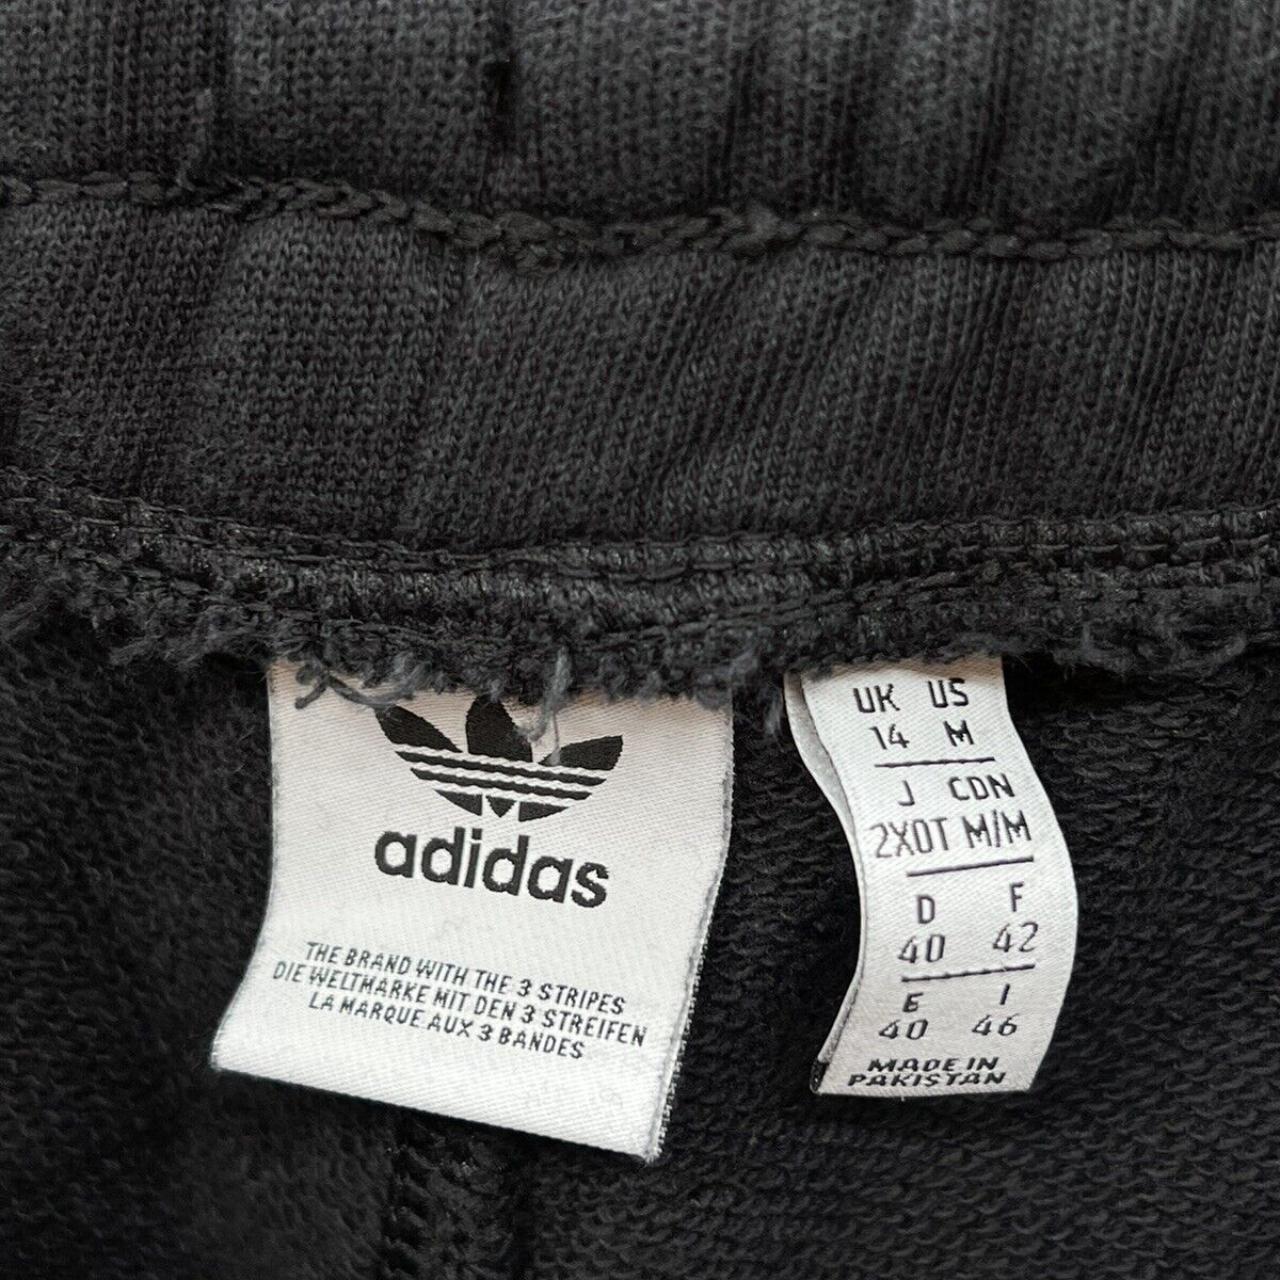 adidas
THE BRAND WITH THE 3 STRIPES
DIE WELTMARKE MIT DEN 3 STREIFEN
LA MARQUE AUX 3 BANDES
UK US
14 M
J CDN
2XOT M/M
D F
40 42
E I
40 46
MADE IN
PAKISTAN